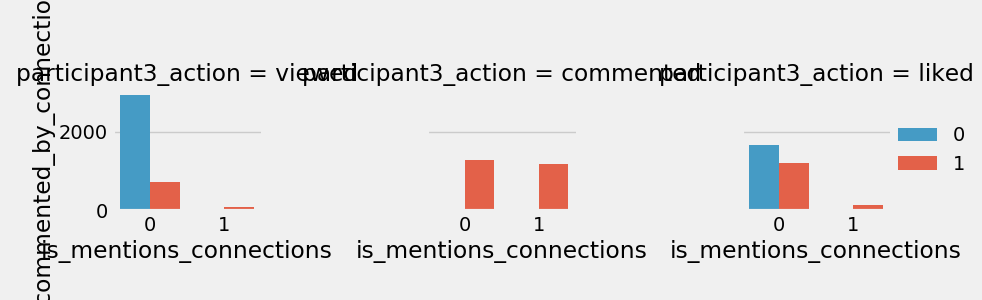 participant3_action = viewed
participant3_action = commented
participant3_action = liked
commented_by_connectio
2000
0
0
1
0
1
0
1
0
1
is_mentions_connections
is_mentions_connections
is_mentions_connections